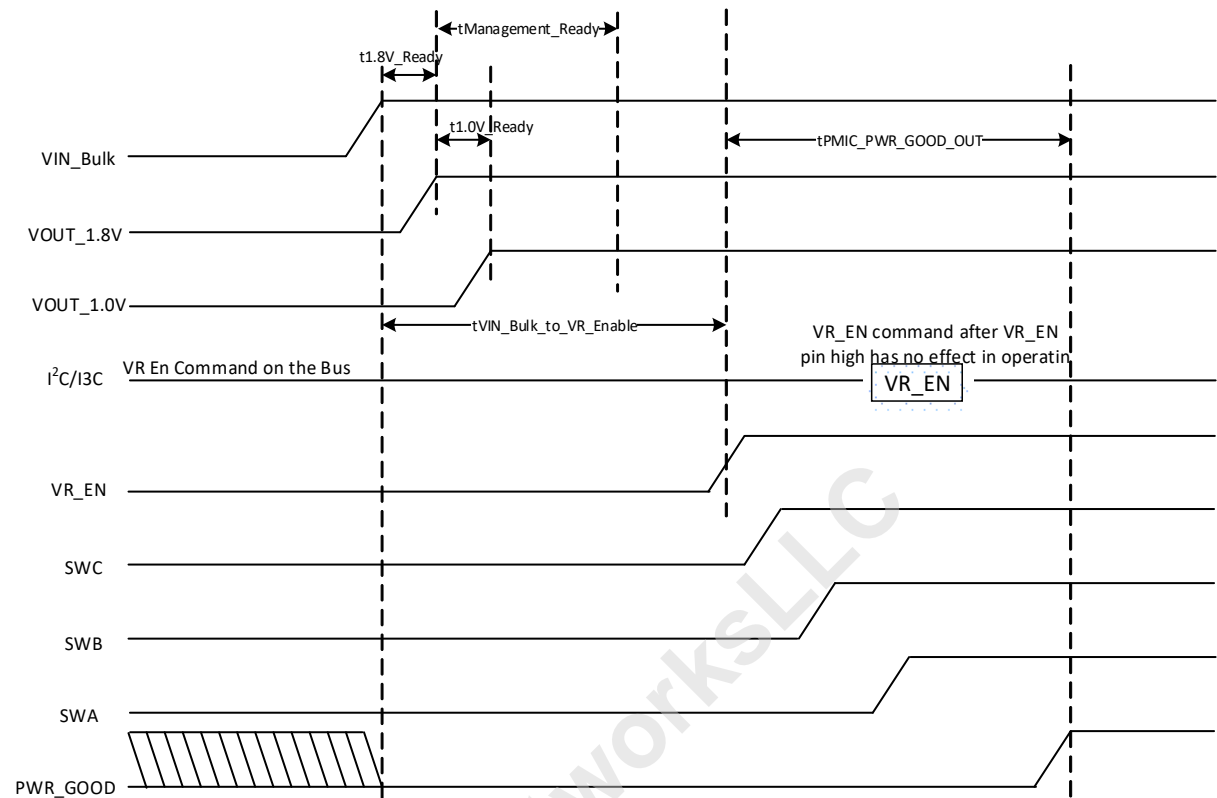 tManagement_Ready
t1.8V_Ready
t1.0V_Ready
tPMIC_PWR_GOOD_OUT
VIN_Bulk
VOUT_1.8V
VOUT_1.0V
tVIN_Bulk_to_VR_Enable
VR_EN command after VR_EN
pin high has no effect in operatin
I²C/I3C
VR En Command on the Bus
VR_EN
VR_EN
SWC
SWB
SWA
PWR_GOOD
worksLLC